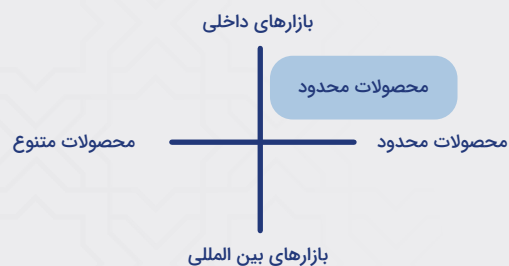 بازارهای داخلی
محصولات محدود
محصولات محدود
محصولات متنوع
بازارهای بین المللی